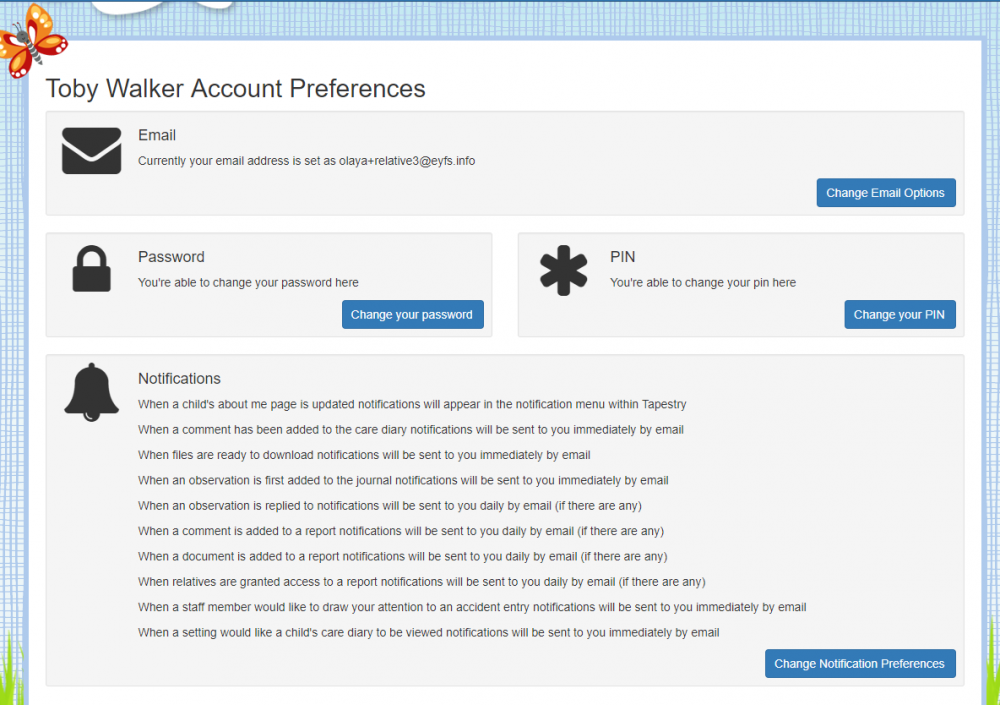 Toby Walker Account Preferences
Email
Currently your email address is set as olaya+relative3@eyfs.info
Change Email Options
Password
You're able to change your password here
Change your password
PIN
You're able to change your pin here
Change your PIN
Notifications
When a child's about me page is updated notifications will appear in the notification menu within Tapestry
When a comment has been added to the care diary notifications will be sent to you immediately by email
When files are ready to download notifications will be sent to you immediately by email
When an observation is first added to the journal notifications will be sent to you immediately by email
When an observation is replied to notifications will be sent to you daily by email (if there are any)
When a comment is added to a report notifications will be sent to you daily by email (if there are any)
When a document is added to a report notifications will be sent to you daily by email (if there are any)
When relatives are granted access to a report notifications will be sent to you daily by email (if there are any)
When a staff member would like to draw your attention to an accident entry notifications will be sent to you immediately by email
When a setting would like a child's care diary to be viewed notifications will be sent to you immediately by email
Change Notification Preferences